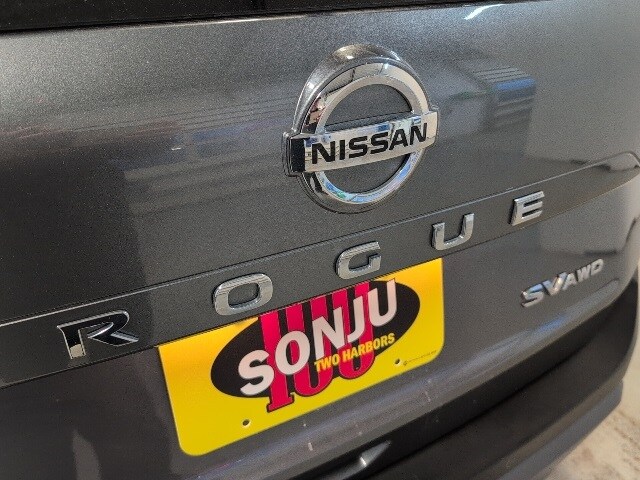 NISSAN
ROGUE
SV AWD
100
SONJU
TWO HARBORS